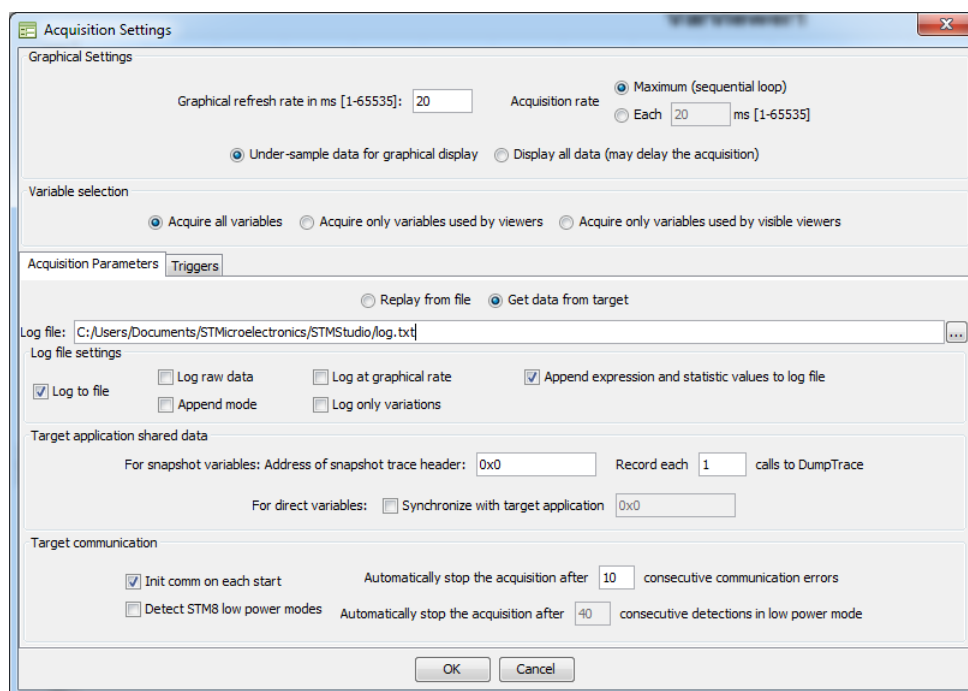 VarViewer1
Acquisition Settings
Graphical Settings
Graphical refresh rate in ms [1-65535]: 20 Acquisition rate Maximum (sequential loop)
Each 20 ms [1-65535]
Under-sample data for graphical display Display all data (may delay the acquisition)
Variable selection
Acquire all variables Acquire only variables used by viewers Acquire only variables used by visible viewers
Acquisition Parameters Triggers
Replay from file Get data from target
Log file: C:/Users/Documents/STMicroelectronics/STMStudio/log.txt ...
Log file settings
Log to file Log raw data Log at graphical rate Append expression and statistic values to log file
Append mode Log only variations
Target application shared data
For snapshot variables: Address of snapshot trace header: 0x0 Record each 1 calls to DumpTrace
For direct variables: Synchronize with target application 0x0
Target communication
Init comm on each start Automatically stop the acquisition after 10 consecutive communication errors
Detect STM8 low power modes Automatically stop the acquisition after 40 consecutive detections in low power mode
OK Cancel